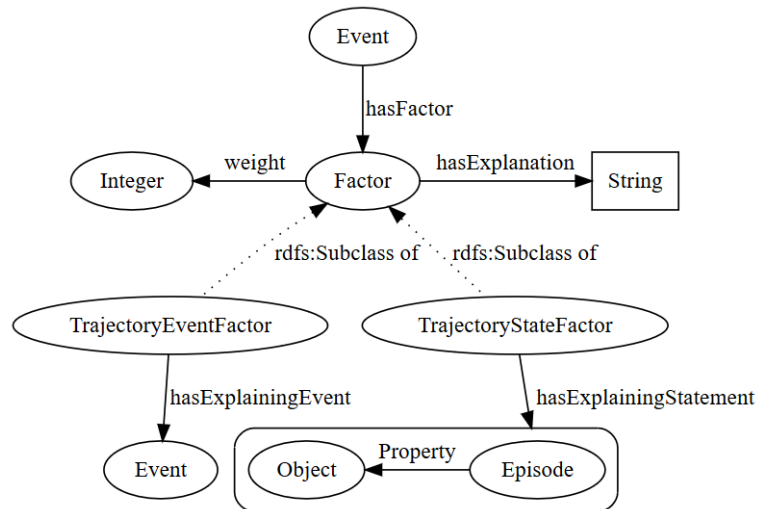 Event
hasFactor
Integer
weight
Factor
hasExplanation
String
rdfs:Subclass of
rdfs:Subclass of
TrajectoryEventFactor
TrajectoryStateFactor
hasExplainingEvent
hasExplainingStatement
Event
Object
Property
Episode